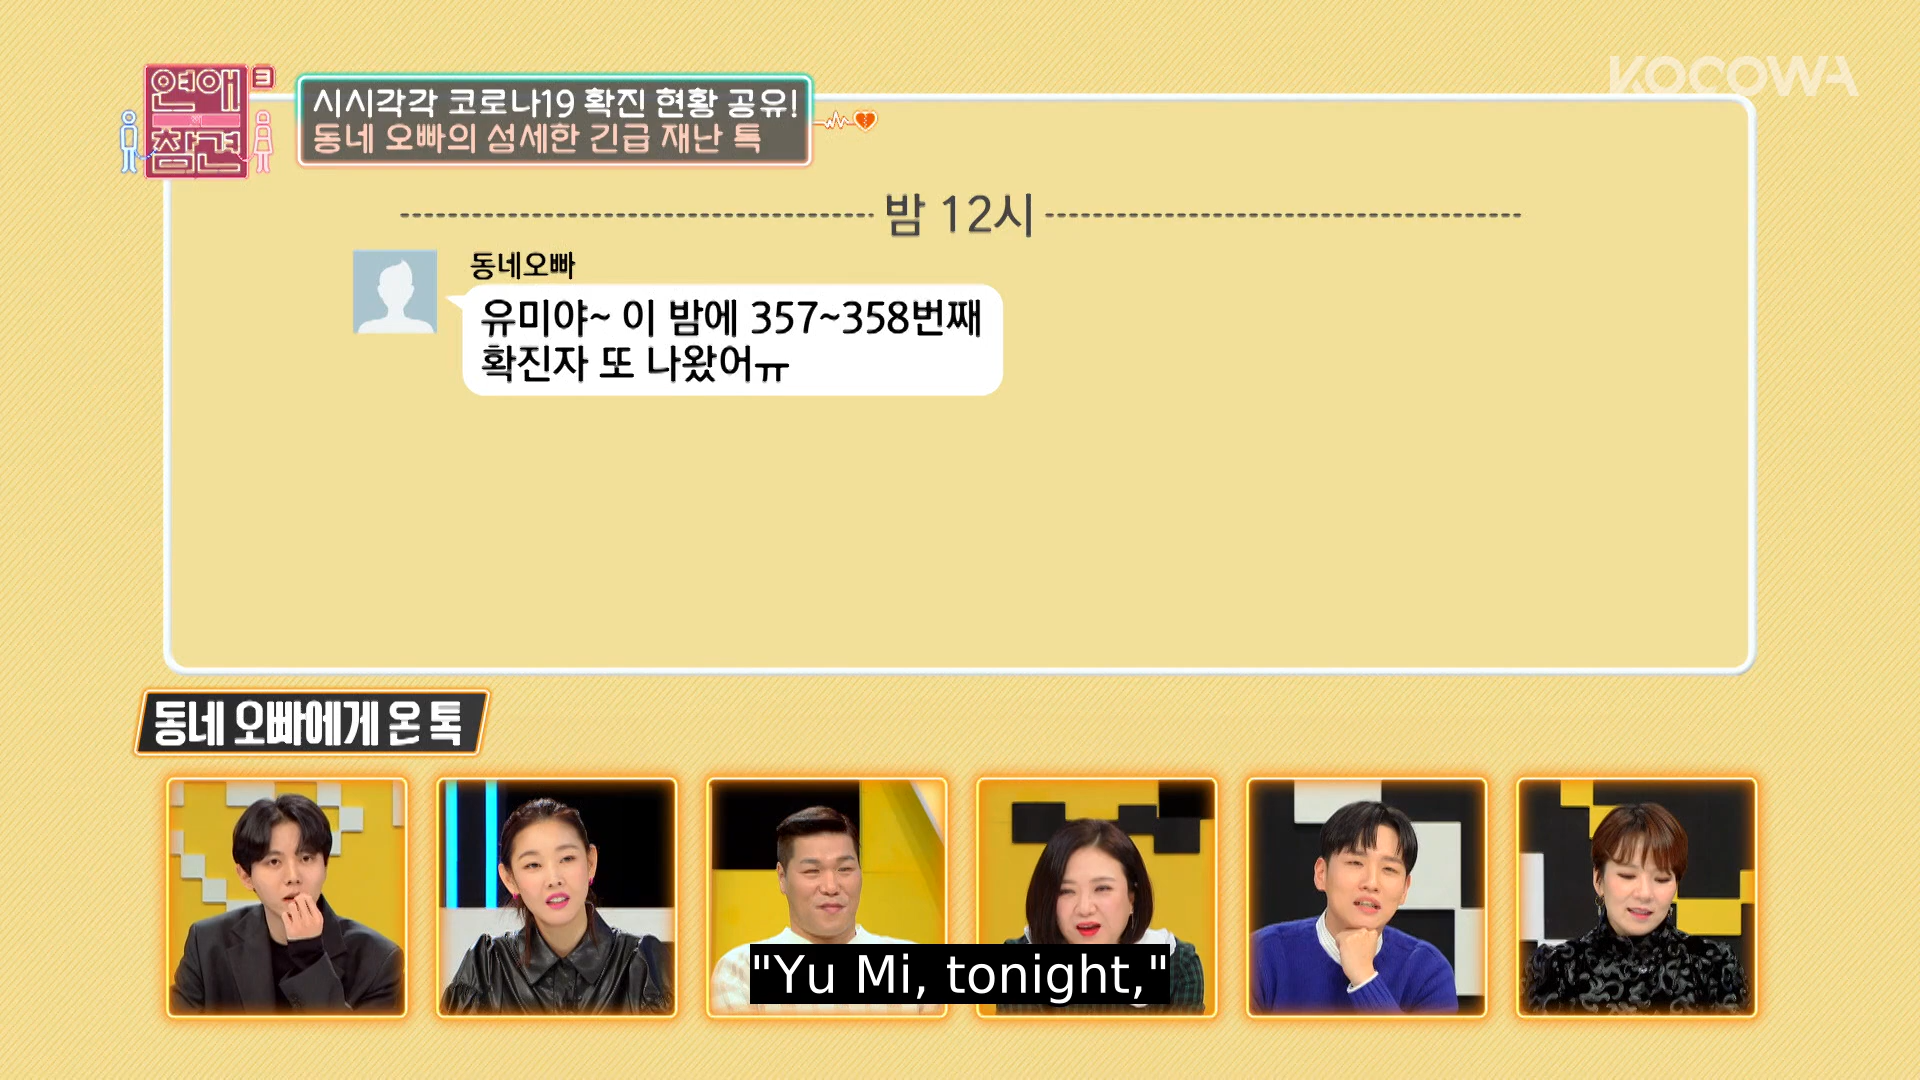 KOCOWA
연애의 참견 3
시시각각 코로나19 확진 현황 공유!
동네 오빠의 섬세한 긴급 재난 톡
밤 12시
동네오빠
유미야~ 이 밤에 357~358번째
확진자 또 나왔어ㅠ
동네 오빠에게 온 톡
"Yu Mi, tonight,"